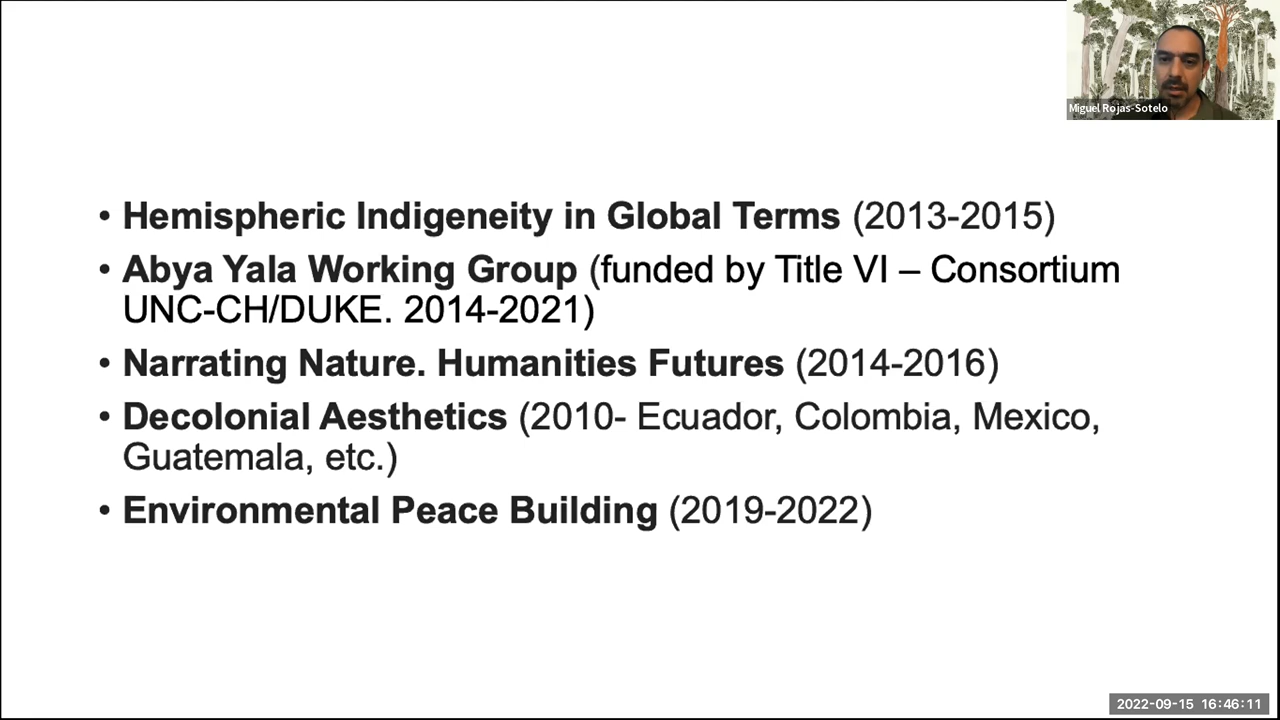 Miguel Rojas-Sotelo
• Hemispheric Indigeneity in Global Terms (2013-2015)
• Abya Yala Working Group (funded by Title VI – Consortium
UNC-CH/DUKE. 2014-2021)
• Narrating Nature. Humanities Futures (2014-2016)
• Decolonial Aesthetics (2010- Ecuador, Colombia, Mexico,
Guatemala, etc.)
• Environmental Peace Building (2019-2022)
2022-09-15 16:46:11